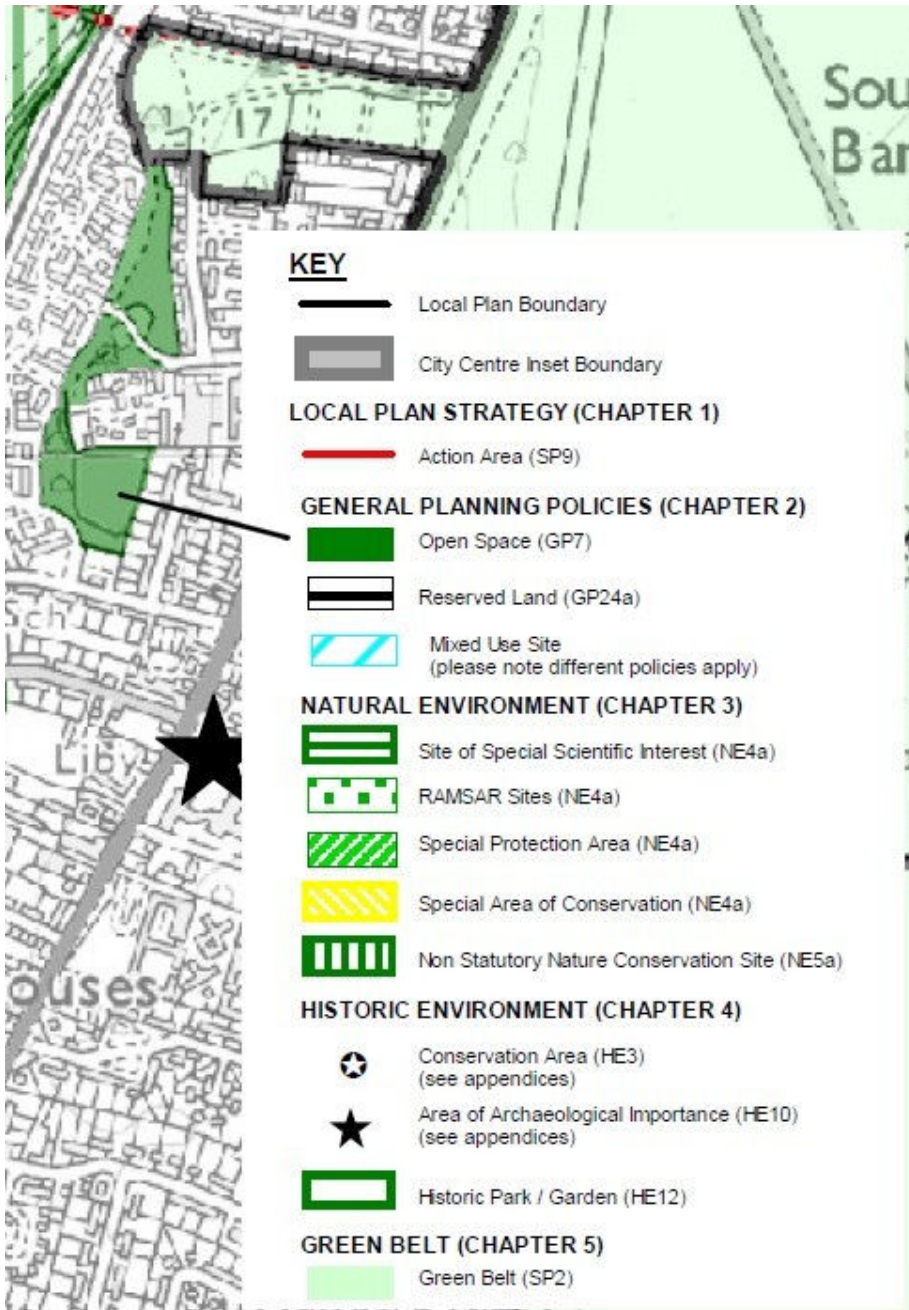 Sou
Bar
17
KEY
Local Plan Boundary
City Centre Inset Boundary
LOCAL PLAN STRATEGY (CHAPTER 1)
Action Area (SP9)
GENERAL PLANNING POLICIES (CHAPTER 2)
Open Space (GP7)
Reserved Land (GP24a)
Mixed Use Site
(please note different policies apply)
NATURAL ENVIRONMENT (CHAPTER 3)
Site of Special Scientific Interest (NE4a)
RAMSAR Sites (NE4a)
Special Protection Area (NE4a)
Special Area of Conservation (NE4a)
Non Statutory Nature Conservation Site (NE5a)
HISTORIC ENVIRONMENT (CHAPTER 4)
Conservation Area (HE3)
(see appendices)
Area of Archaeological Importance (HE10)
(see appendices)
Historic Park / Garden (HE12)
GREEN BELT (CHAPTER 5)
Green Belt (SP2)
ch
Liby
ouses